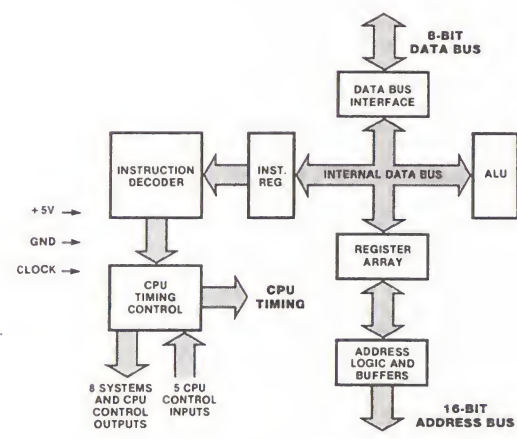 8-BIT
DATA BUS
DATA BUS
INTERFACE
INSTRUCTION
DECODER
INST.
REG.
INTERNAL DATA BUS
ALU
+5V
GND
CLOCK
REGISTER
ARRAY
CPU
TIMING
CONTROL
CPU
TIMING
ADDRESS
LOGIC AND
BUFFERS
8 SYSTEMS
AND CPU
CONTROL
OUTPUTS
5 CPU
CONTROL
INPUTS
16-BIT
ADDRESS BUS